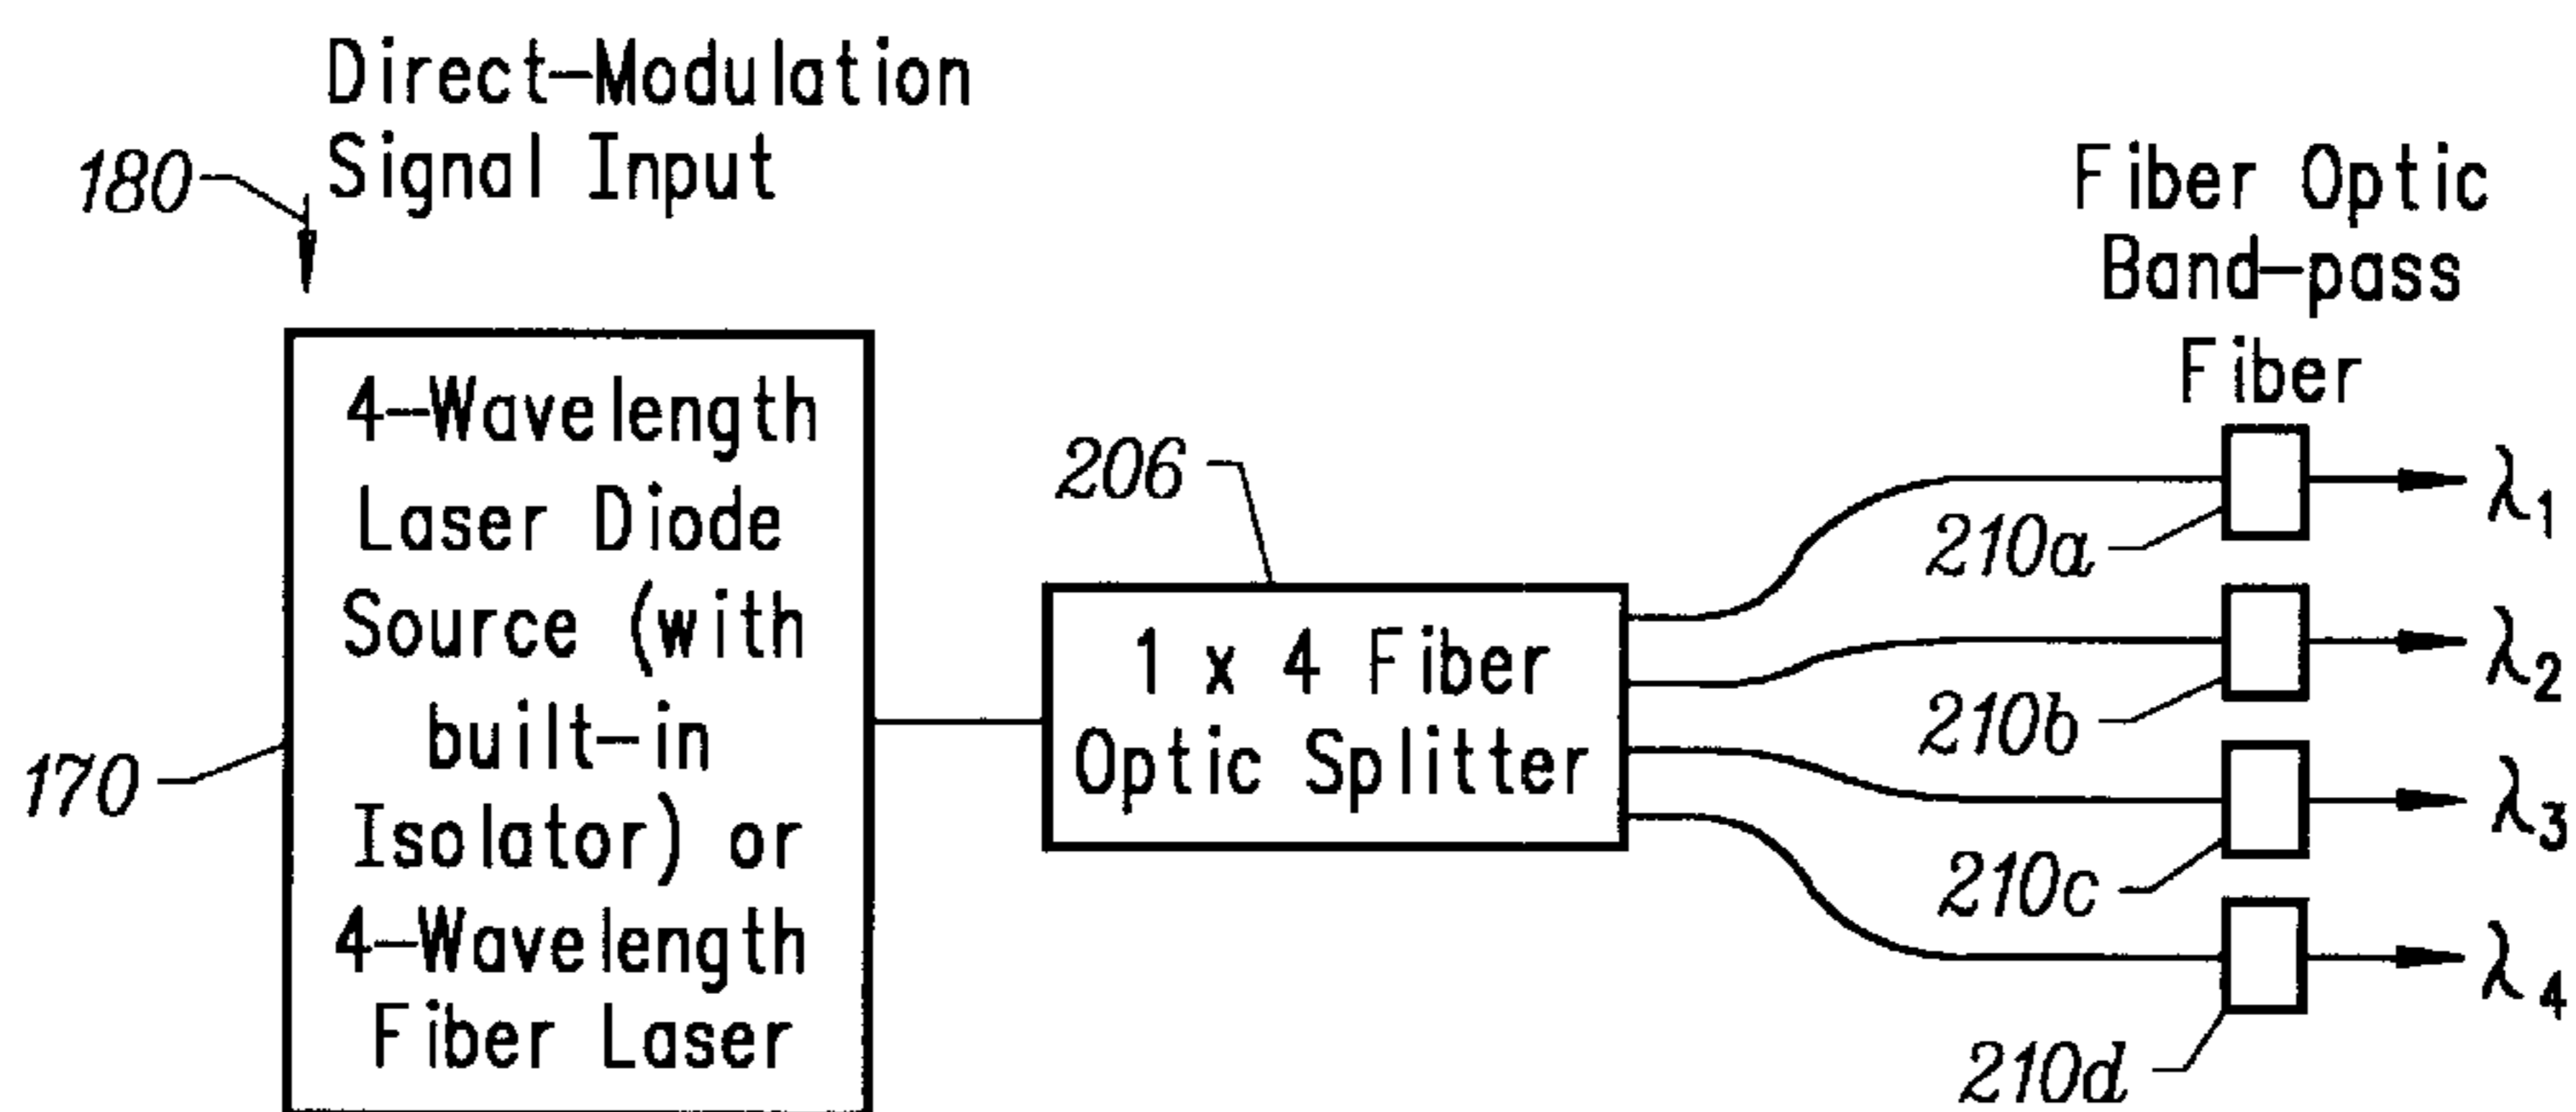 Direct-Modulation
Signal Input
180
Fiber Optic
Band-pass
Fiber
4-Wavelength
Laser Diode
Source (with
built-in
Isolator) or
4-Wavelength
Fiber Laser
170
206
1 x 4 Fiber
Optic Splitter
210a
λ1
210b
λ2
210c
λ3
210d
λ4